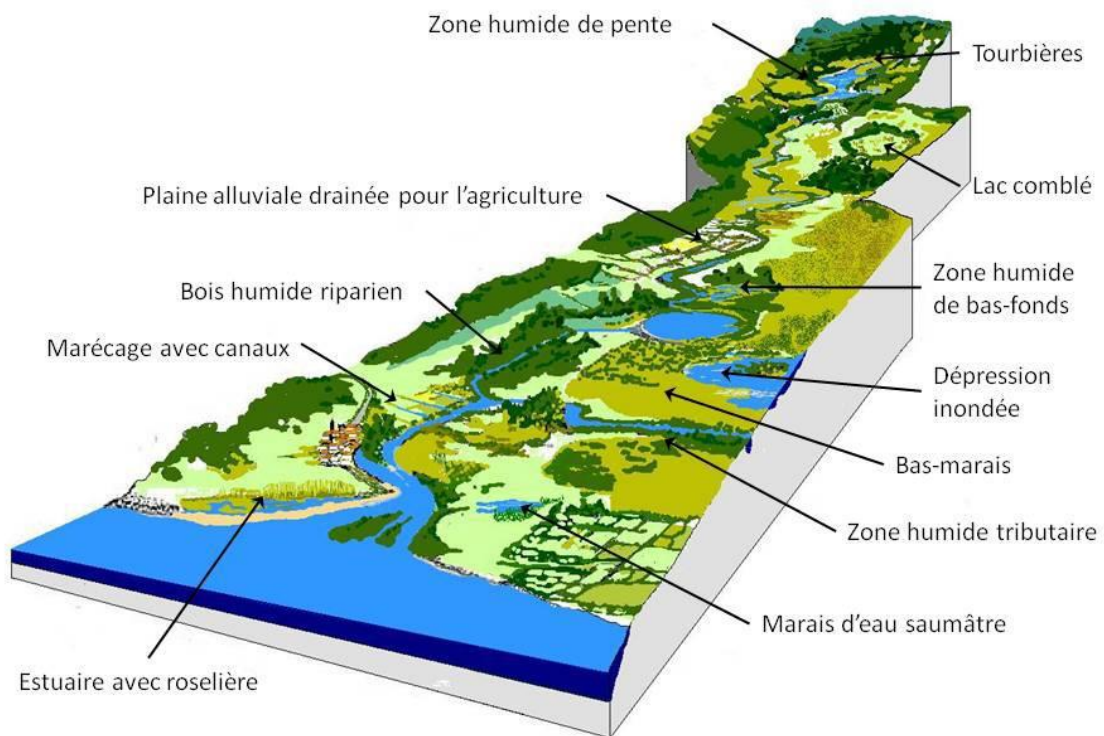 Zone humide de pente
Tourbières
Lac comblé
Plaine alluviale drainée pour l'agriculture
Zone humide
de bas-fonds
Bois humide riparien
Marécage avec canaux
Dépression
inondée
Bas-marais
Zone humide tributaire
Marais d'eau saumâtre
Estuaire avec roselière